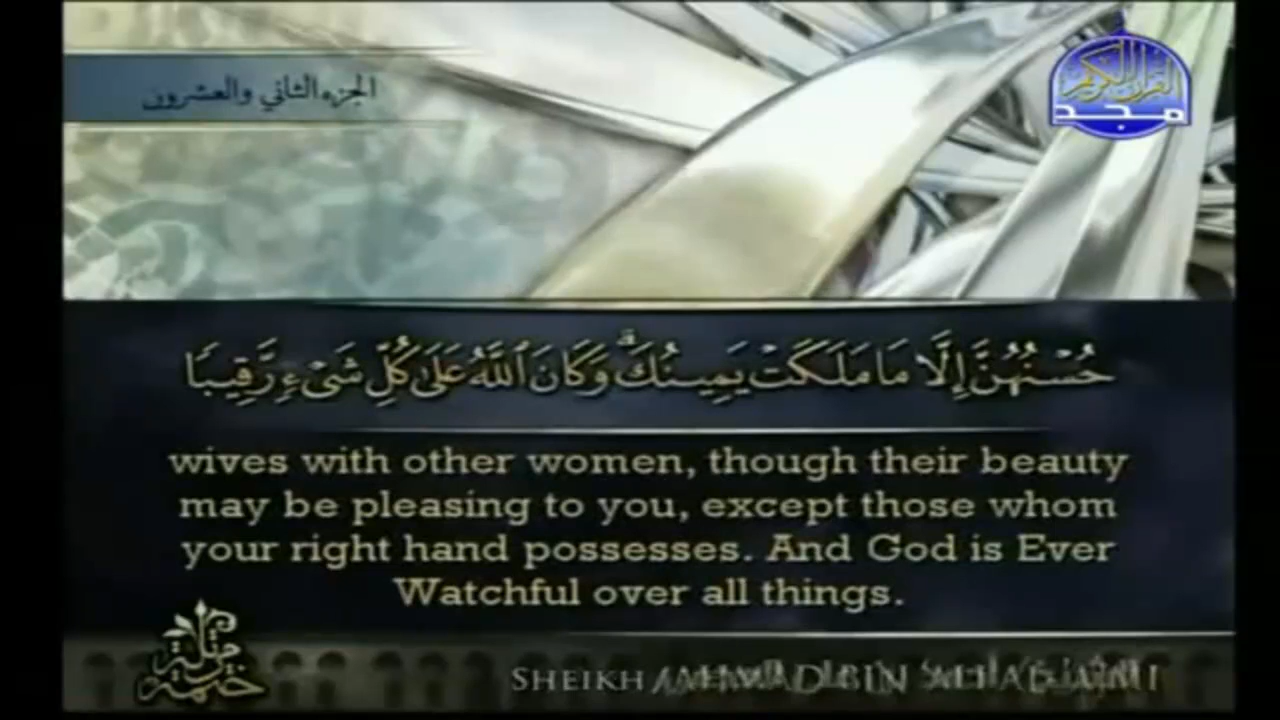 الجزء الثاني والعشرون
القرآن الكريم
مجد
حُسْنُهُنَّ إِلَّا مَا مَلَكَتْ يَمِينُكَ ۗ وَكَانَ ٱللَّهُ عَلَىٰ كُلِّ شَىْءٍ رَّقِيبًا
wives with other women, though their beauty
may be pleasing to you, except those whom
your right hand possesses. And God is Ever
Watchful over all things.
SHEIKH AHMAD BIN